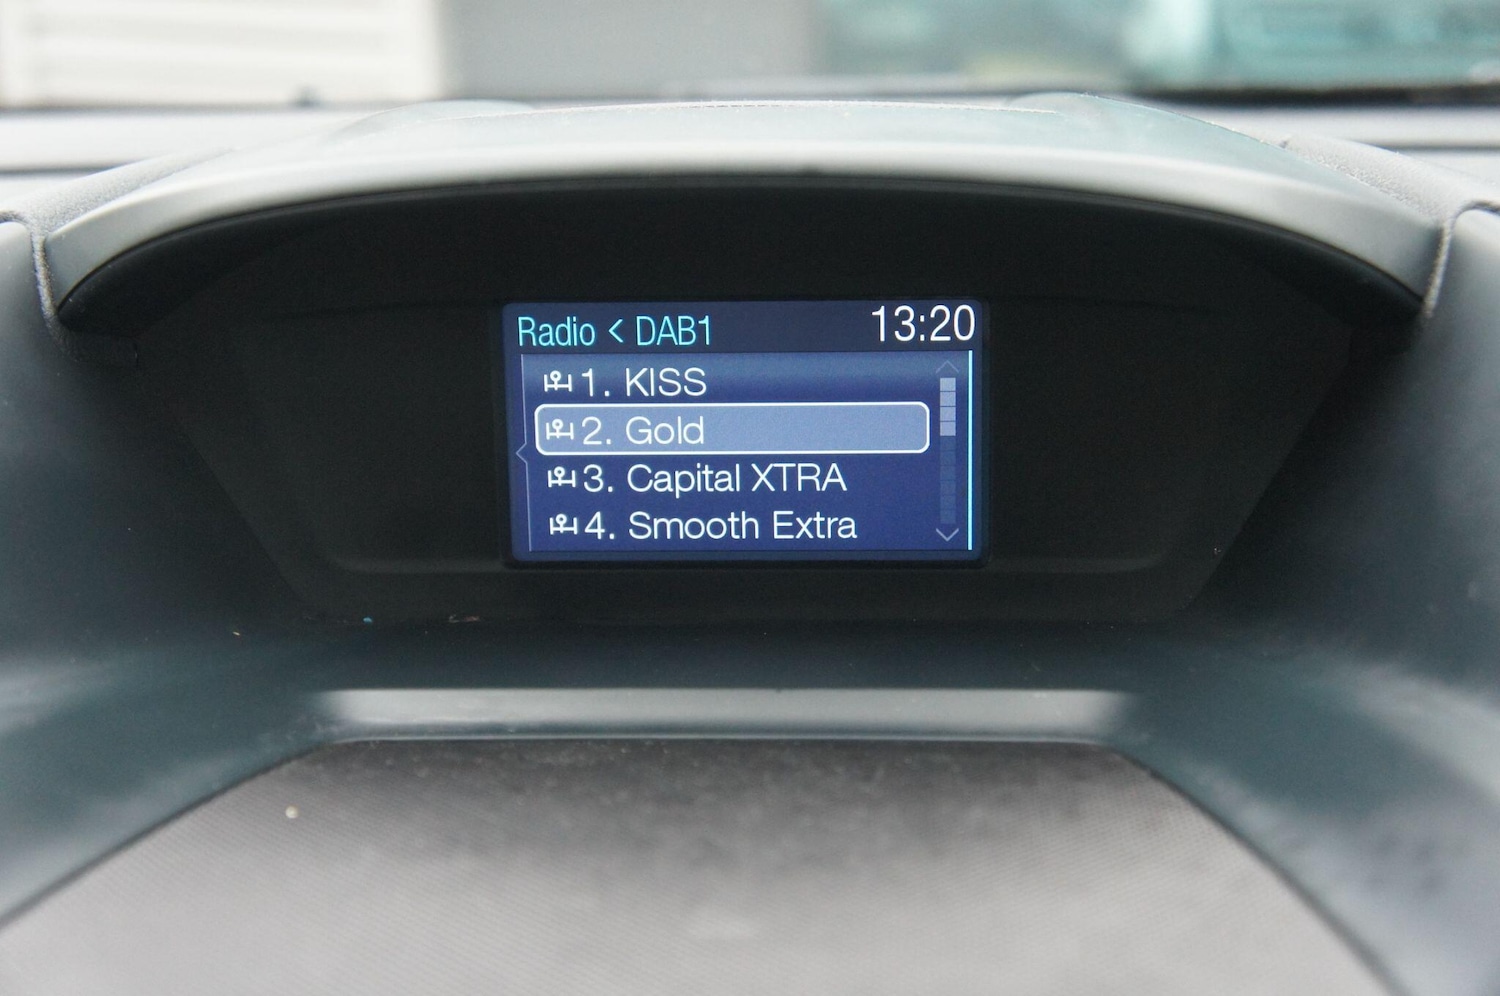 Radio < DAB1 13:20
1. KISS
2. Gold
3. Capital XTRA
4. Smooth Extra